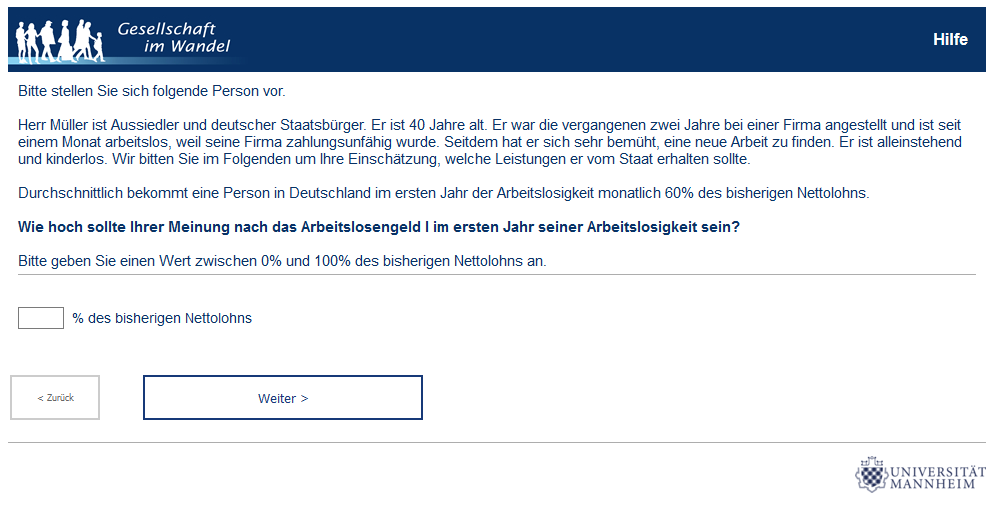 Gesellschaft
im Wandel
Hilfe
Bitte stellen Sie sich folgende Person vor.
Herr Müller ist Aussiedler und deutscher Staatsbürger. Er ist 40 Jahre alt. Er war die vergangenen zwei Jahre bei einer Firma angestellt und ist seit
einem Monat arbeitslos, weil seine Firma zahlungsunfähig wurde. Seitdem hat er sich sehr bemüht, eine neue Arbeit zu finden. Er ist alleinstehend
und kinderlos. Wir bitten Sie im Folgenden um Ihre Einschätzung, welche Leistungen er vom Staat erhalten sollte.
Durchschnittlich bekommt eine Person in Deutschland im ersten Jahr der Arbeitslosigkeit monatlich 60% des bisherigen Nettolohns.
Wie hoch sollte Ihrer Meinung nach das Arbeitslosengeld I im ersten Jahr seiner Arbeitslosigkeit sein?
Bitte geben Sie einen Wert zwischen 0% und 100% des bisherigen Nettolohns an.
% des bisherigen Nettolohns
< Zurück
Weiter >
UNIVERSITÄT
MANNHEIM